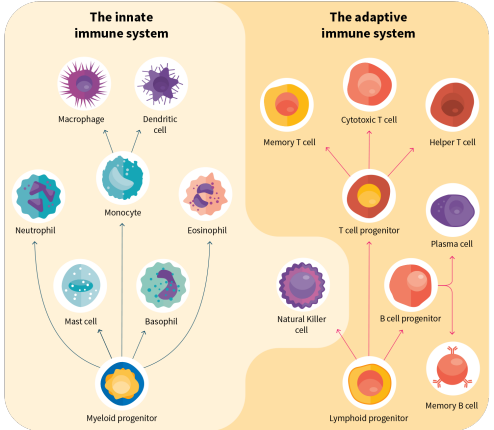 The innate
immune system
The adaptive
immune system
Macrophage
Dendritic
cell
Memory T cell
Cytotoxic T cell
Helper T cell
Neutrophil
Monocyte
Eosinophil
T cell progenitor
Plasma cell
Mast cell
Basophil
Natural Killer
cell
B cell progenitor
Myeloid progenitor
Lymphoid progenitor
Memory B cell